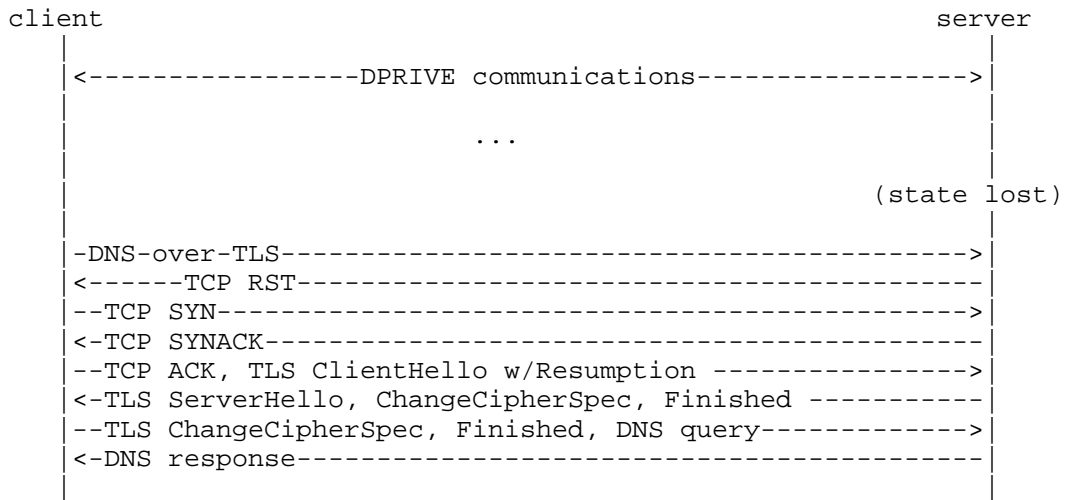 client server
<-----------------DPRIVE communications----------------->
...
(state lost)
-DNS-over-TLS------------------------------------------->
<------TCP RST-------------------------------------------
--TCP SYN----------------------------------------------->
<-TCP SYNACK---------------------------------------------
--TCP ACK, TLS ClientHello w/Resumption ---------------->
<-TLS ServerHello, ChangeCipherSpec, Finished -----------
--TLS ChangeCipherSpec, Finished, DNS query------------->
<-DNS response-------------------------------------------